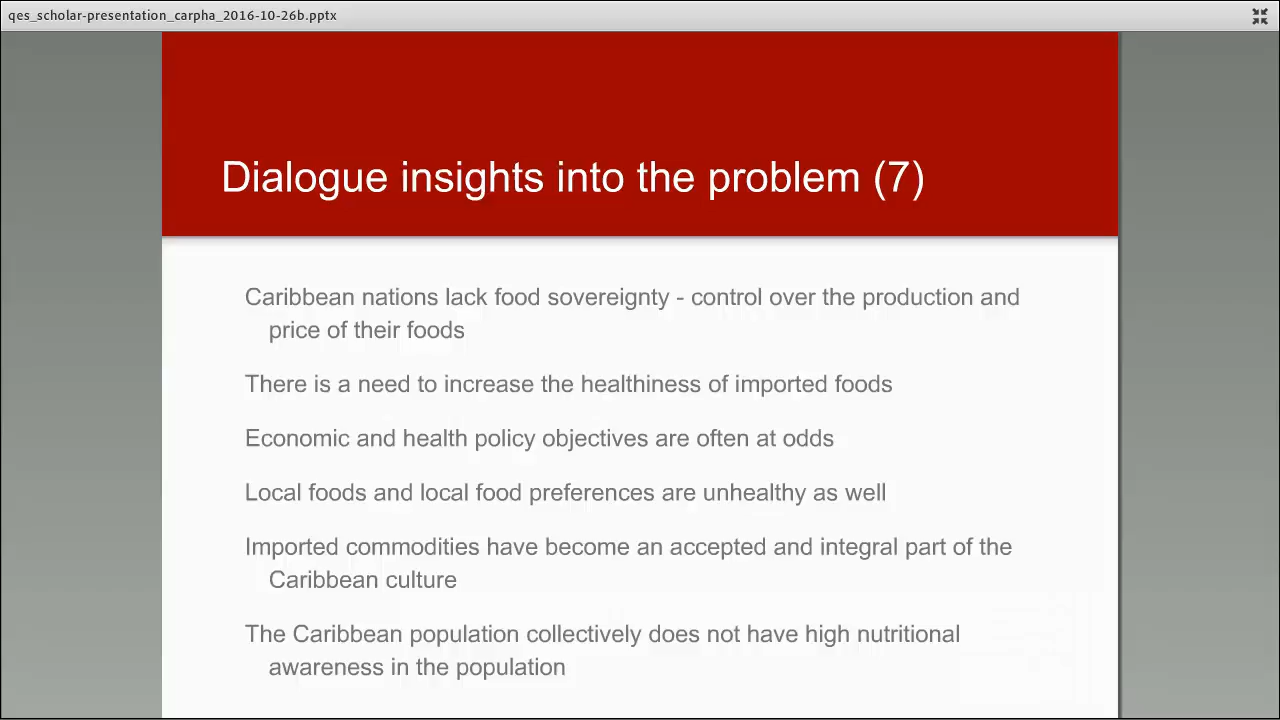 qes_scholar-presentation_carpha_2016-10-26b.pptx
Dialogue insights into the problem (7)
Caribbean nations lack food sovereignty - control over the production and
price of their foods
There is a need to increase the healthiness of imported foods
Economic and health policy objectives are often at odds
Local foods and local food preferences are unhealthy as well
Imported commodities have become an accepted and integral part of the
Caribbean culture
The Caribbean population collectively does not have high nutritional
awareness in the population